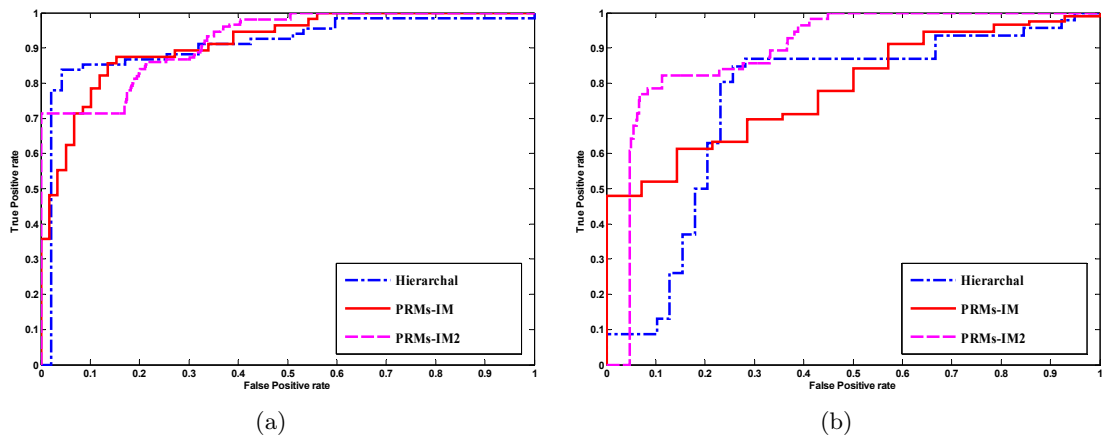 1
0.9
0.8
0.7
0.6
0.5
0.4
0.3
0.2
0.1
0
True Positive rate
Hierarchal
PRMs-IM
PRMs-IM2
0 0.1 0.2 0.3 0.4 0.5 0.6 0.7 0.8 0.9 1
False Positive rate
(a)
1
0.9
0.8
0.7
0.6
0.5
0.4
0.3
0.2
0.1
0
True Positive rate
Hierarchal
PRMs-IM
PRMs-IM2
0 0.1 0.2 0.3 0.4 0.5 0.6 0.7 0.8 0.9 1
False Positive rate
(b)